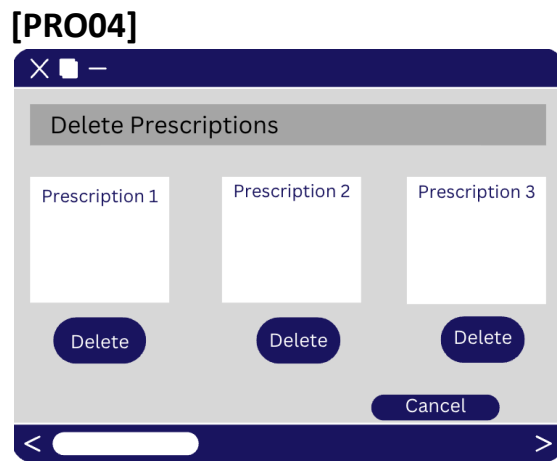 [PRO04]
Delete Prescriptions
Prescription 1 Prescription 2 Prescription 3
Delete Delete Delete
Cancel
< >